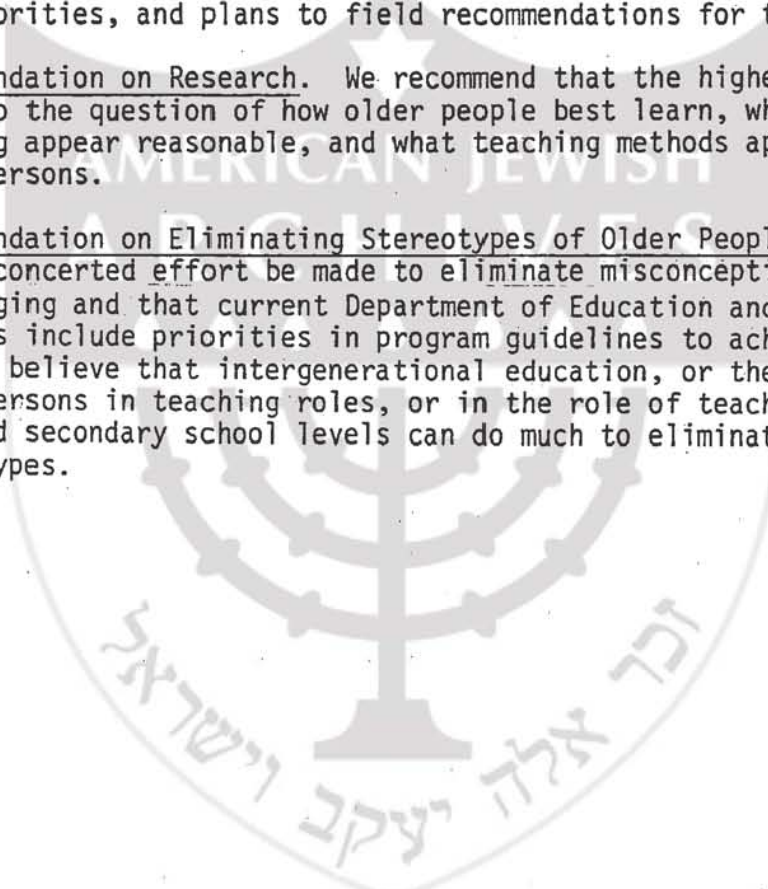 orities, and plans to field recommendations for t
ndation on Research. We recommend that the highe
o the question of how older people best learn, wh
g appear reasonable, and what teaching methods ap
ersons.
AMERICAN JEWISH
ARCHIVES
ndation on Eliminating Stereotypes of Older Peopl
concerted effort be made to eliminate misconcepti
ging and that current Department of Education and
s include priorities in program guidelines to ach
believe that intergenerational education, or the
ersons in teaching roles, or in the role of teach
d secondary school levels can do much to eliminat
ypes.
זכר אלה יעקב וישראל